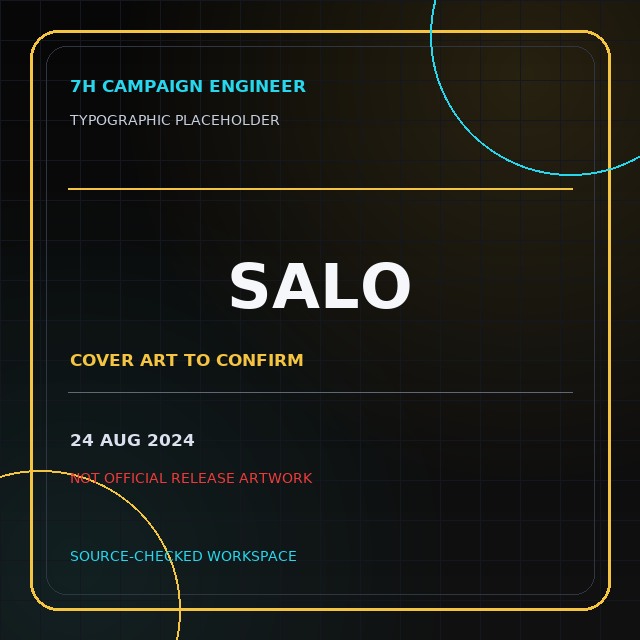 7H CAMPAIGN ENGINEER
TYPOGRAPHIC PLACEHOLDER
SALO
COVER ART TO CONFIRM
24 AUG 2024
NOT OFFICIAL RELEASE ARTWORK
SOURCE-CHECKED WORKSPACE